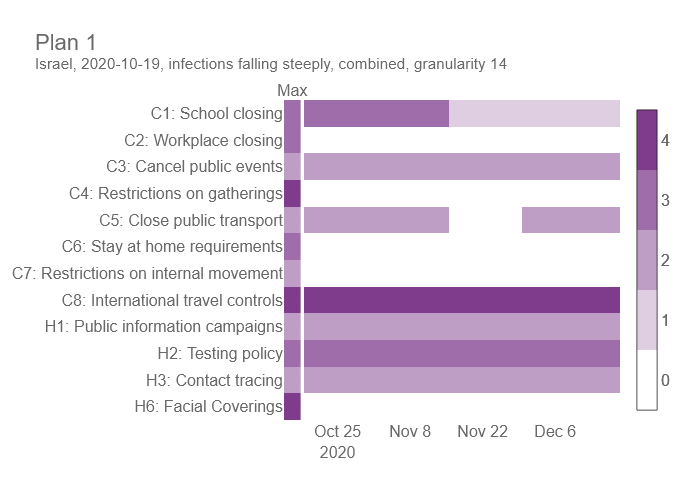 Plan 1
Israel, 2020-10-19, infections falling steeply, combined, granularity 14
Max
C1: School closing
C2: Workplace closing
C3: Cancel public events
C4: Restrictions on gatherings
C5: Close public transport
C6: Stay at home requirements
C7: Restrictions on internal movement
C8: International travel controls
H1: Public information campaigns
H2: Testing policy
H3: Contact tracing
H6: Facial Coverings
Oct 25 Nov 8 Nov 22 Dec 6
2020
4
3
2
1
0